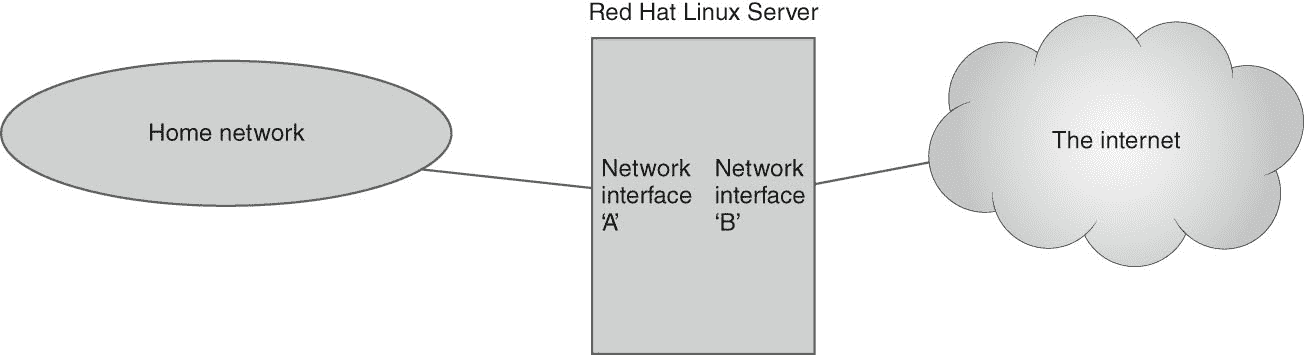 Red Hat Linux Server
Home network
Network
interface
‘A’
Network
interface
‘B’
The internet